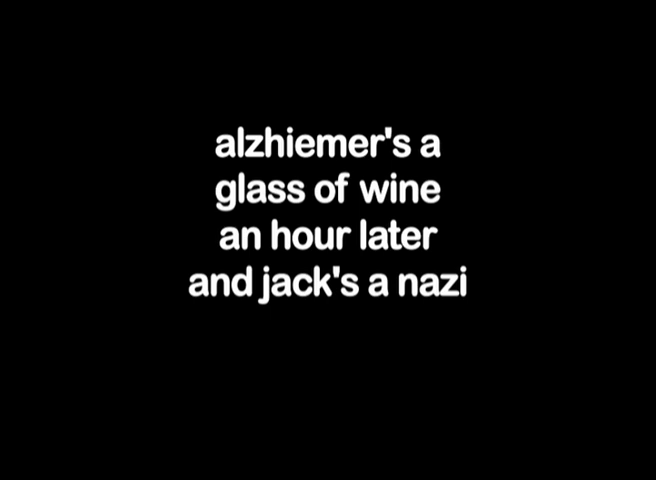 alzhiemer's a
glass of wine
an hour later
and jack's a nazi